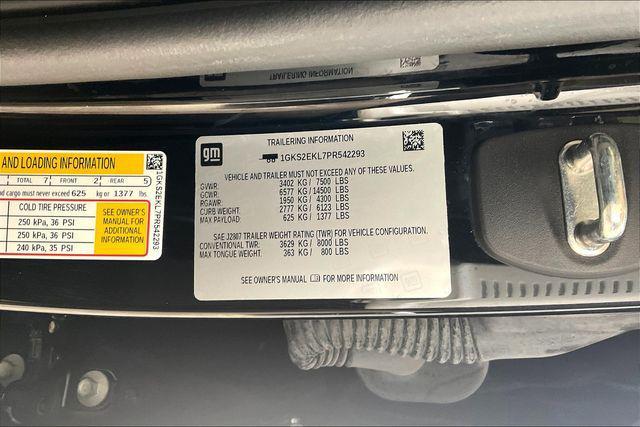 TRAILERING INFORMATION
AND LOADING INFORMATION
TOTAL 7 FRONT 2 REAR 5
d cargo must never exceed 625 kg or 1377 LBS.
COLD TIRE PRESSURE
250 kPa, 36 PSI
250 kPa, 36 PSI
240 kPa, 35 PSI
SEE OWNER'S
MANUAL FOR
ADDITIONAL
INFORMATION
1GKS2EKL7PR542293
gm
TRAILERING INFORMATION
1GKS2EKL7PR542293
VEHICLE AND TRAILER MUST NOT EXCEED ANY OF THESE VALUES.
GVWR: 3402 KG/ 7500 LBS
GCWR: 6577 KG/ 14500 LBS
RGAWR: 1950 KG/ 4300 LBS
CURB WEIGHT: 2777 KG/ 6123 LBS
MAX PAYLOAD: 625 KG/ 1377 LBS
SAE J2807 TRAILER WEIGHT RATING (TWR) FOR VEHICLE CONFIGURATION.
CONVENTIONAL TWR: 3629 KG/ 8000 LBS
MAX TONGUE WEIGHT: 363 KG/ 800 LBS
SEE OWNER'S MANUAL FOR MORE INFORMATION